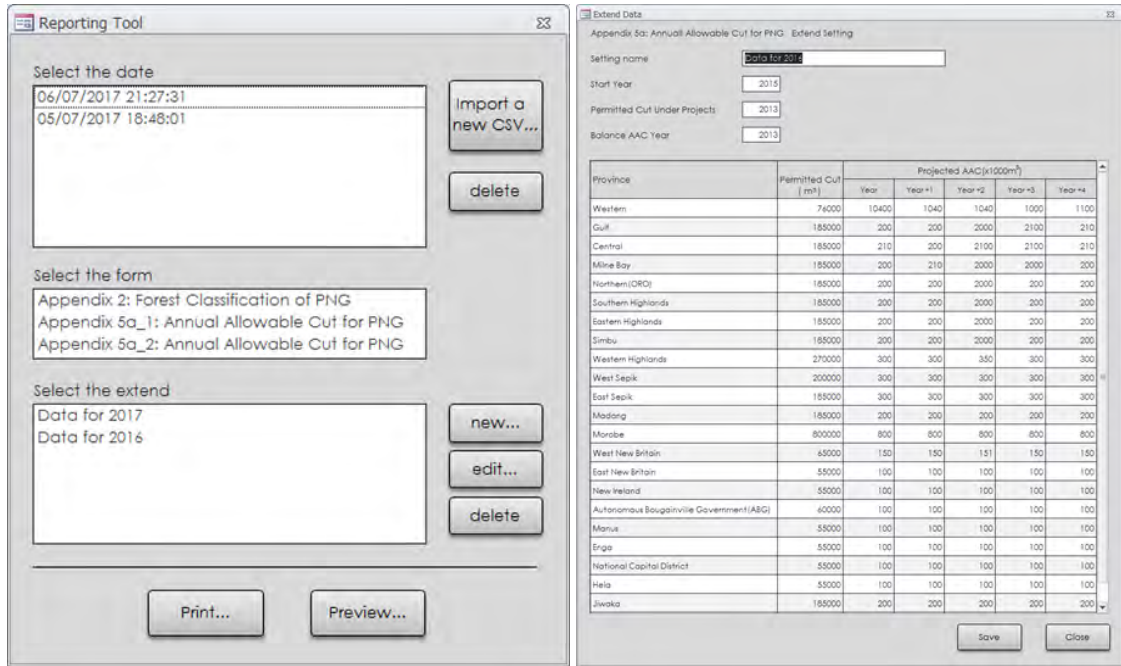 Reporting Tool
Select the date
06/07/2017 21:27:31
05/07/2017 18:48:01
Import a
new CSV...
delete
Select the form
Appendix 2: Forest Classification of PNG
Appendix 5a_1: Annual Allowable Cut for PNG
Appendix 5a_2: Annual Allowable Cut for PNG
Select the extend
Data for 2017
Data for 2016
new...
edit...
delete
Print...
Preview...
Extend Data
Appendix 5a: Annuall Allowable Cut for PNG Extend Setting
Setting name Data for 2016
Start Year 2015
Permitted Cut Under Projects 2013
Balance AAC Year 2013
Province Permitted Cut (m³) Projected AAC(x1000m³)
Year Year+1 Year+2 Year+3 Year+4
Western 76000 10400 1040 1040 1000 1100
Gulf 185000 200 200 2000 2100 210
Central 185000 210 200 2100 2100 210
Milne Bay 185000 200 210 2000 2000 200
Northern(ORO) 185000 200 200 2000 200 200
Southern Highlands 185000 200 200 2000 200 200
Eastern Highlands 185000 200 200 2000 200 200
Simbu 185000 200 200 2000 200 200
Western Highlands 270000 300 300 350 300 300
West Sepik 200000 300 300 300 300 300
East Sepik 185000 300 300 300 300 300
Madang 185000 200 200 200 200 200
Morobe 800000 800 800 800 800 800
West New Britain 65000 150 150 151 150 150
East New Britain 55000 100 100 100 100 100
New Ireland 55000 100 100 100 100 100
Autonomous Bougainville Government(ABG) 60000 100 100 100 100 100
Manus 55000 100 100 100 100 100
Enga 55000 100 100 100 100 100
National Capital District 55000 100 100 100 100 100
Hela 55000 100 100 100 100 100
Jiwaka 185000 200 200 200 200 200
Save
Close